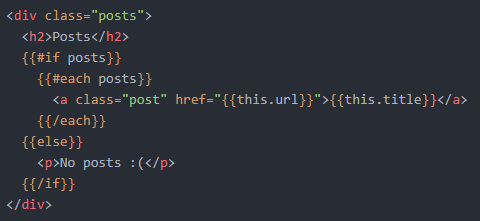 <div class="posts">
  <h2>Posts</h2>
  {{#if posts}}
    {{#each posts}}
      <a class="post" href="{{this.url}}">{{this.title}}</a>
    {{/each}}
  {{else}}
    <p>No posts :(</p>
  {{/if}}
</div>